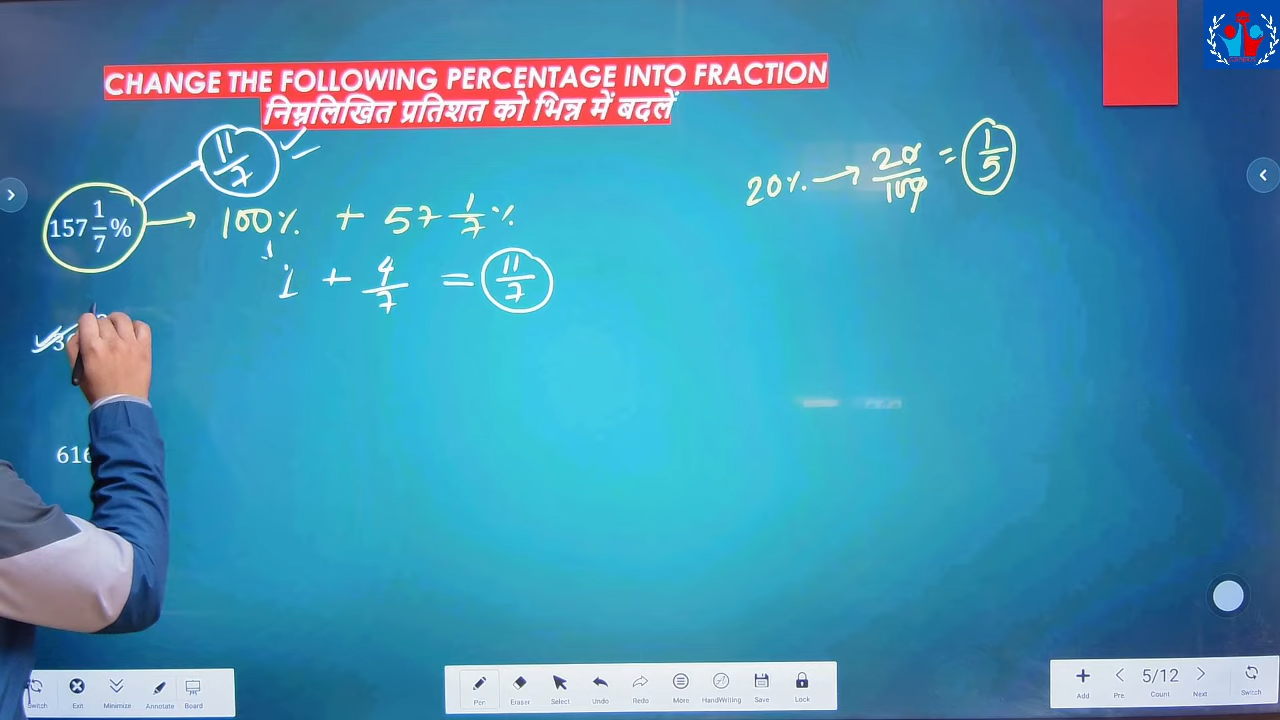 CHANGE THE FOLLOWING PERCENTAGE INTO FRACTION
निम्नलिखित प्रतिशत को भिन्न में बदलें
11/7
20% → 20/100 = 1/5
157 1/7 % → 100% + 57 1/7 %
1 + 4/7 = 11/7
616
Exit
Minimize
Annotate
Board
Pen
Eraser
Select
Undo
Redo
More
HandWriting
Save
Lock
Add
Pre.
5/12
Count
Next
Switch